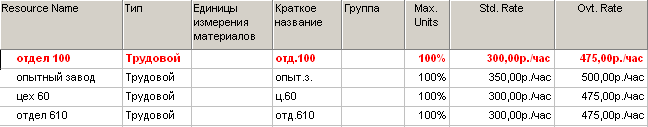 Resource Name Тип Единицы измерения материалов Краткое название Группа Max. Units Std. Rate Ovt. Rate
отдел 100 Трудовой отд.100 100% 300,00р./час 475,00р./час
опытный завод Трудовой опыт.з. 100% 350,00р./час 500,00р./час
цех 60 Трудовой ц.60 100% 300,00р./час 475,00р./час
отдел 610 Трудовой отд.610 100% 300,00р./час 475,00р./час